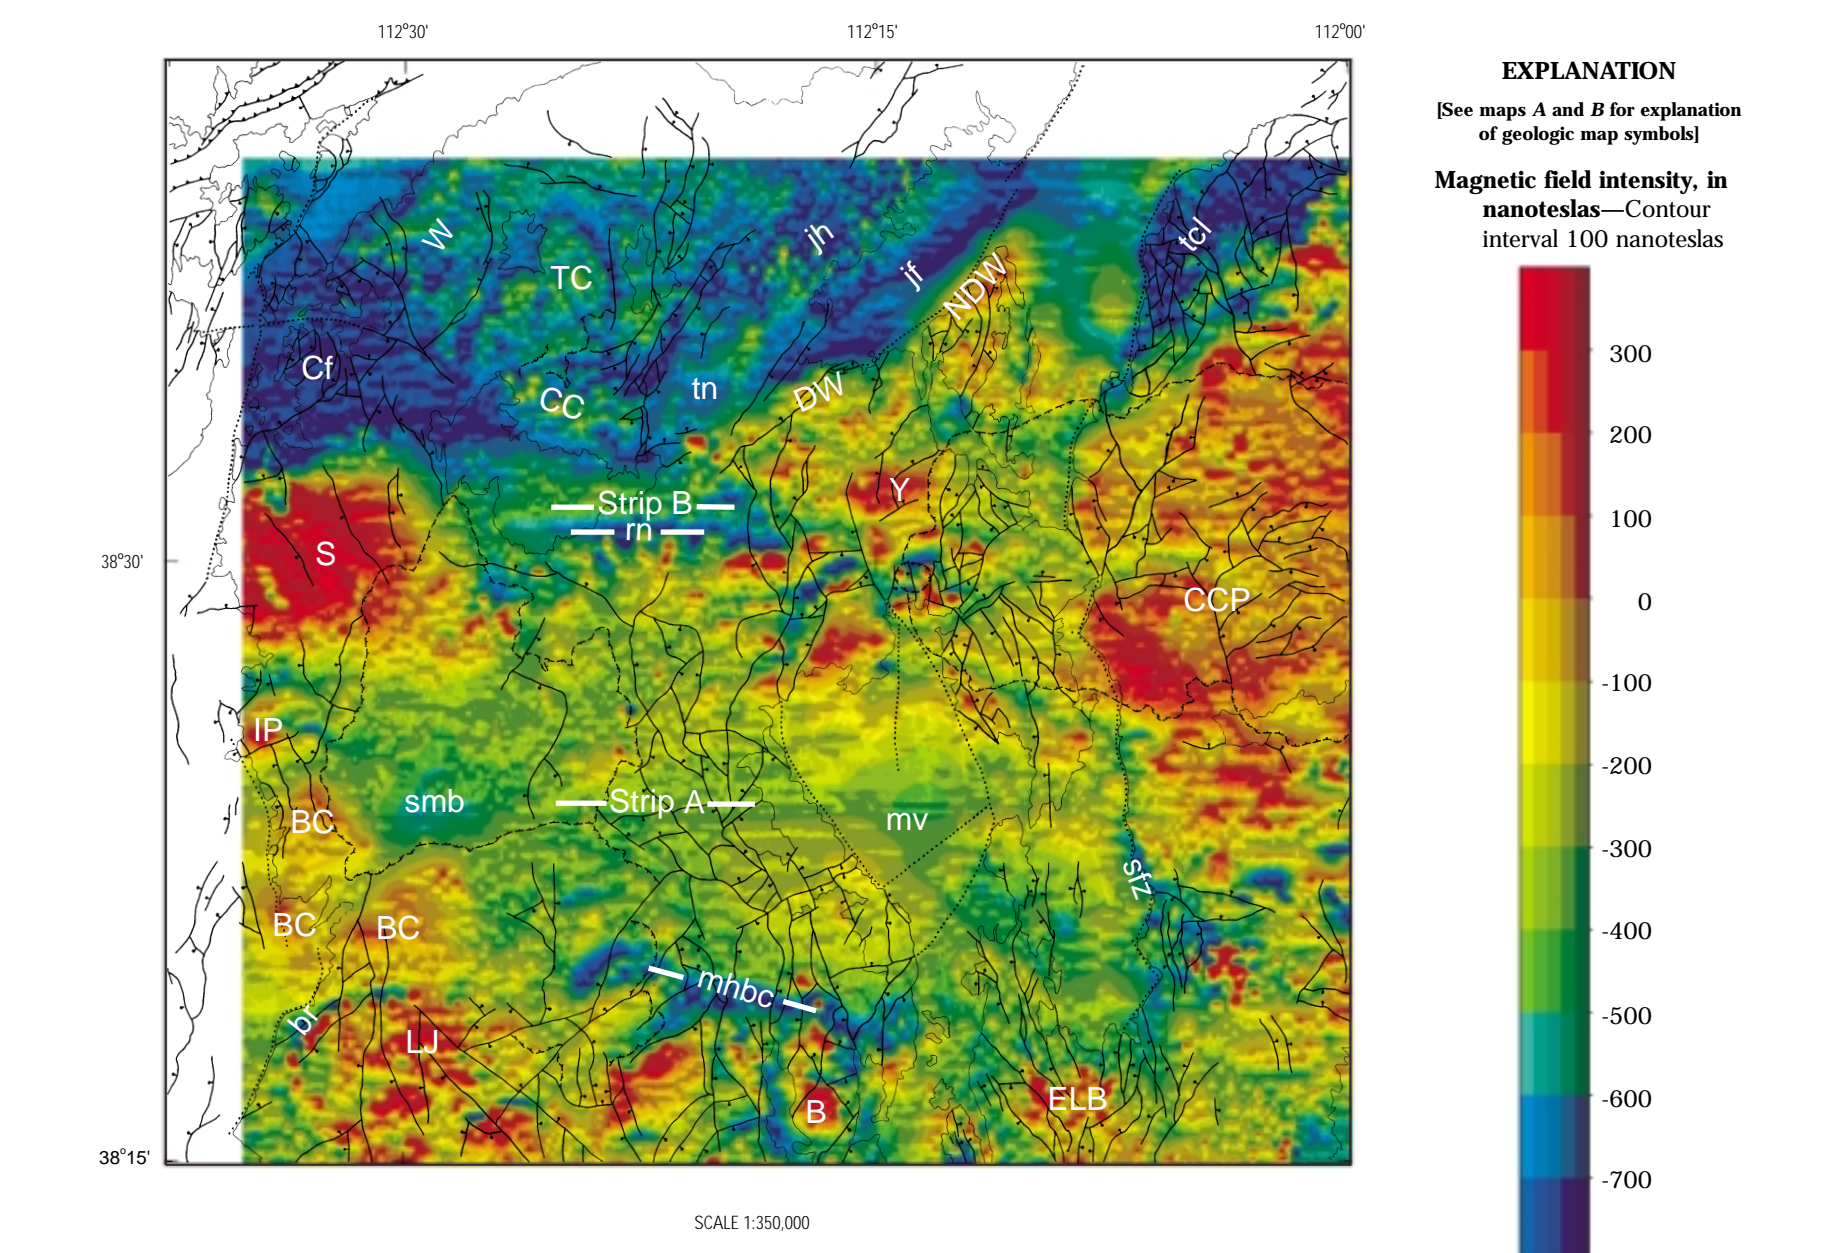 112°30'
112°15'
112°00'
EXPLANATION
[See maps A and B for explanation
of geologic map symbols]
Magnetic field intensity, in
nanoteslas—Contour
interval 100 nanoteslas
W
TC
jh
jf
tcl
NDW
Cf
CC
tn
DW
Strip B
rn
Y
S
38°30'
CCP
IP
BC
smb
Strip A
mv
sfz
BC
BC
mhbc
br
LJ
B
ELB
38°15'
300
200
100
0
-100
-200
-300
-400
-500
-600
-700
SCALE 1:350,000